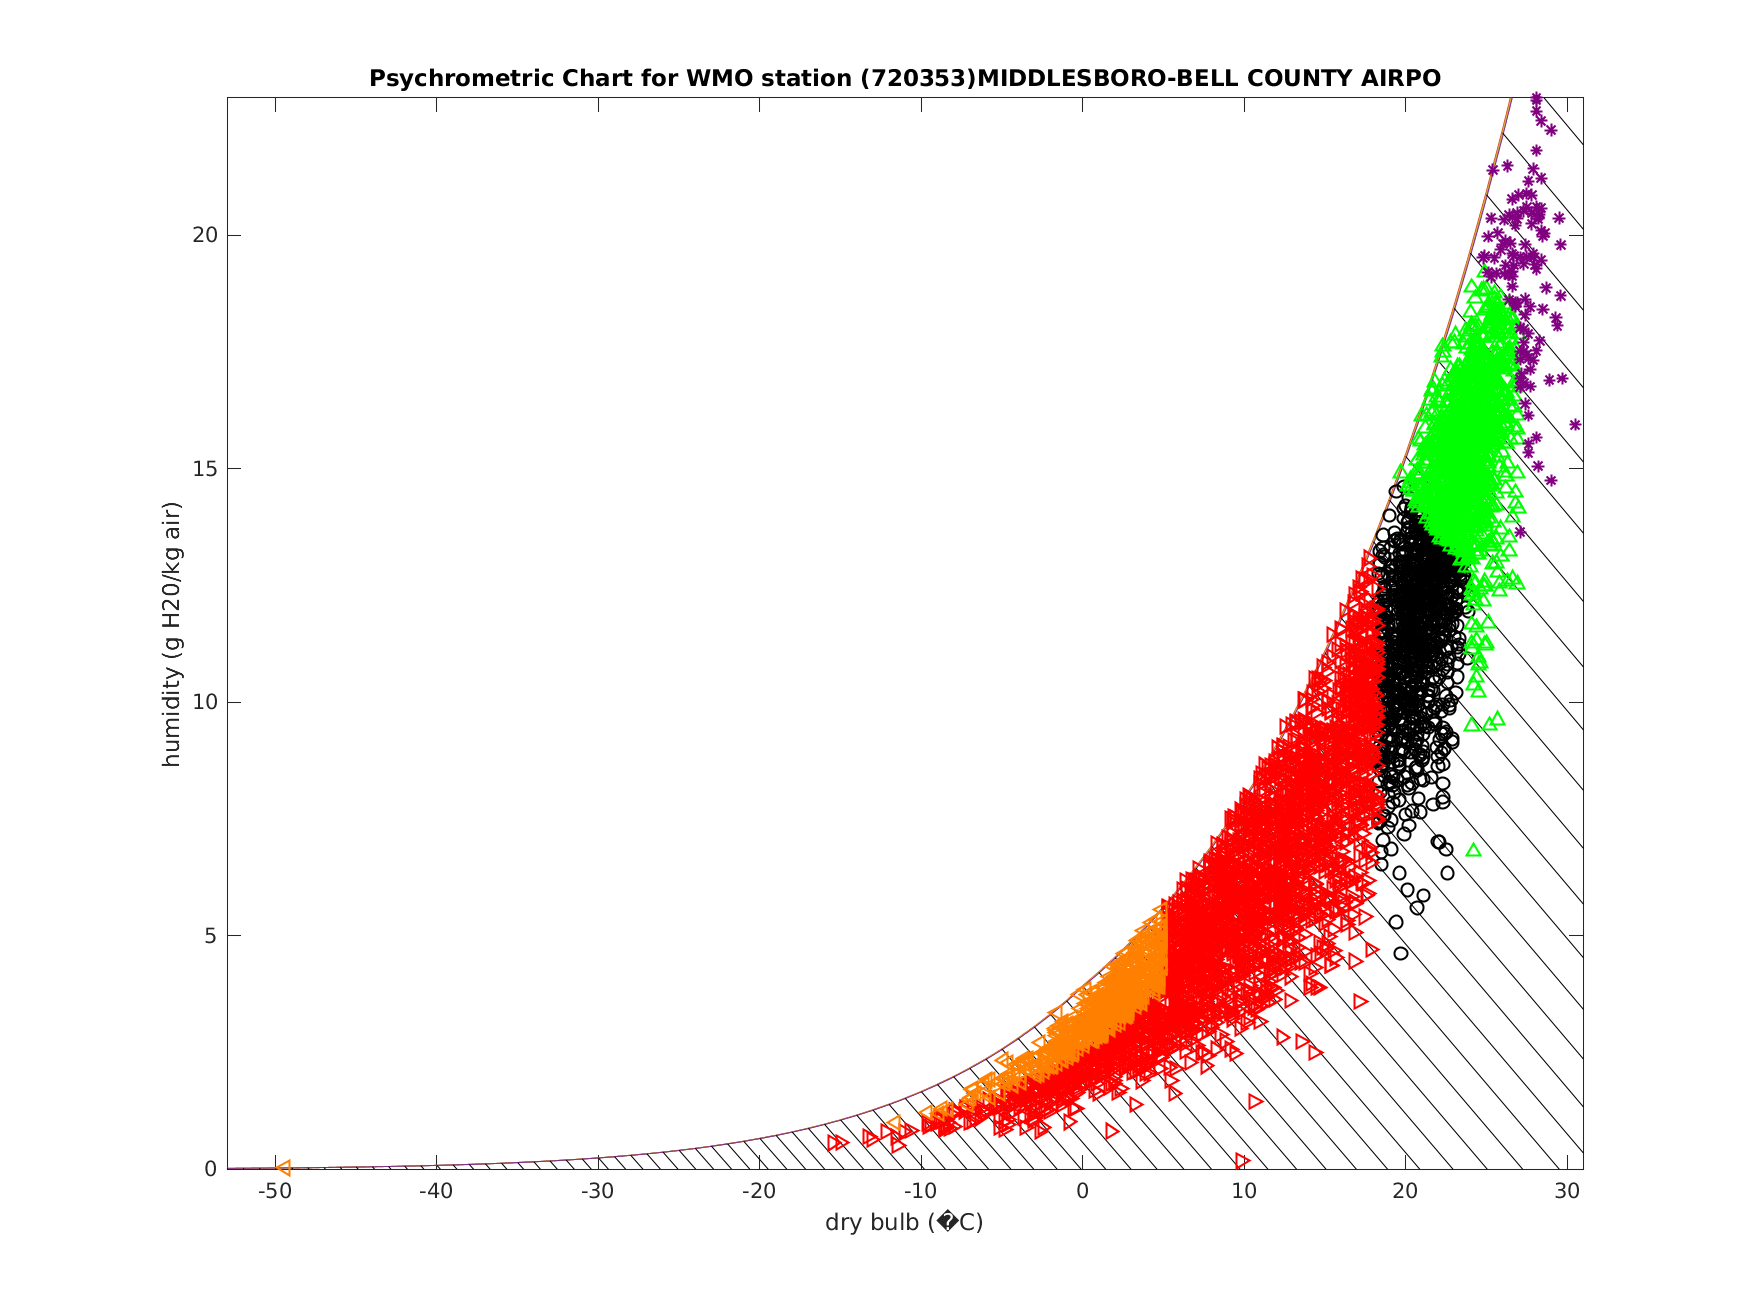 Psychrometric Chart for WMO station (720353)MIDDLESBORO-BELL COUNTY AIRPO
20
15
10
5
0
humidity (g H20/kg air)
-50 -40 -30 -20 -10 0 10 20 30
dry bulb (�C)